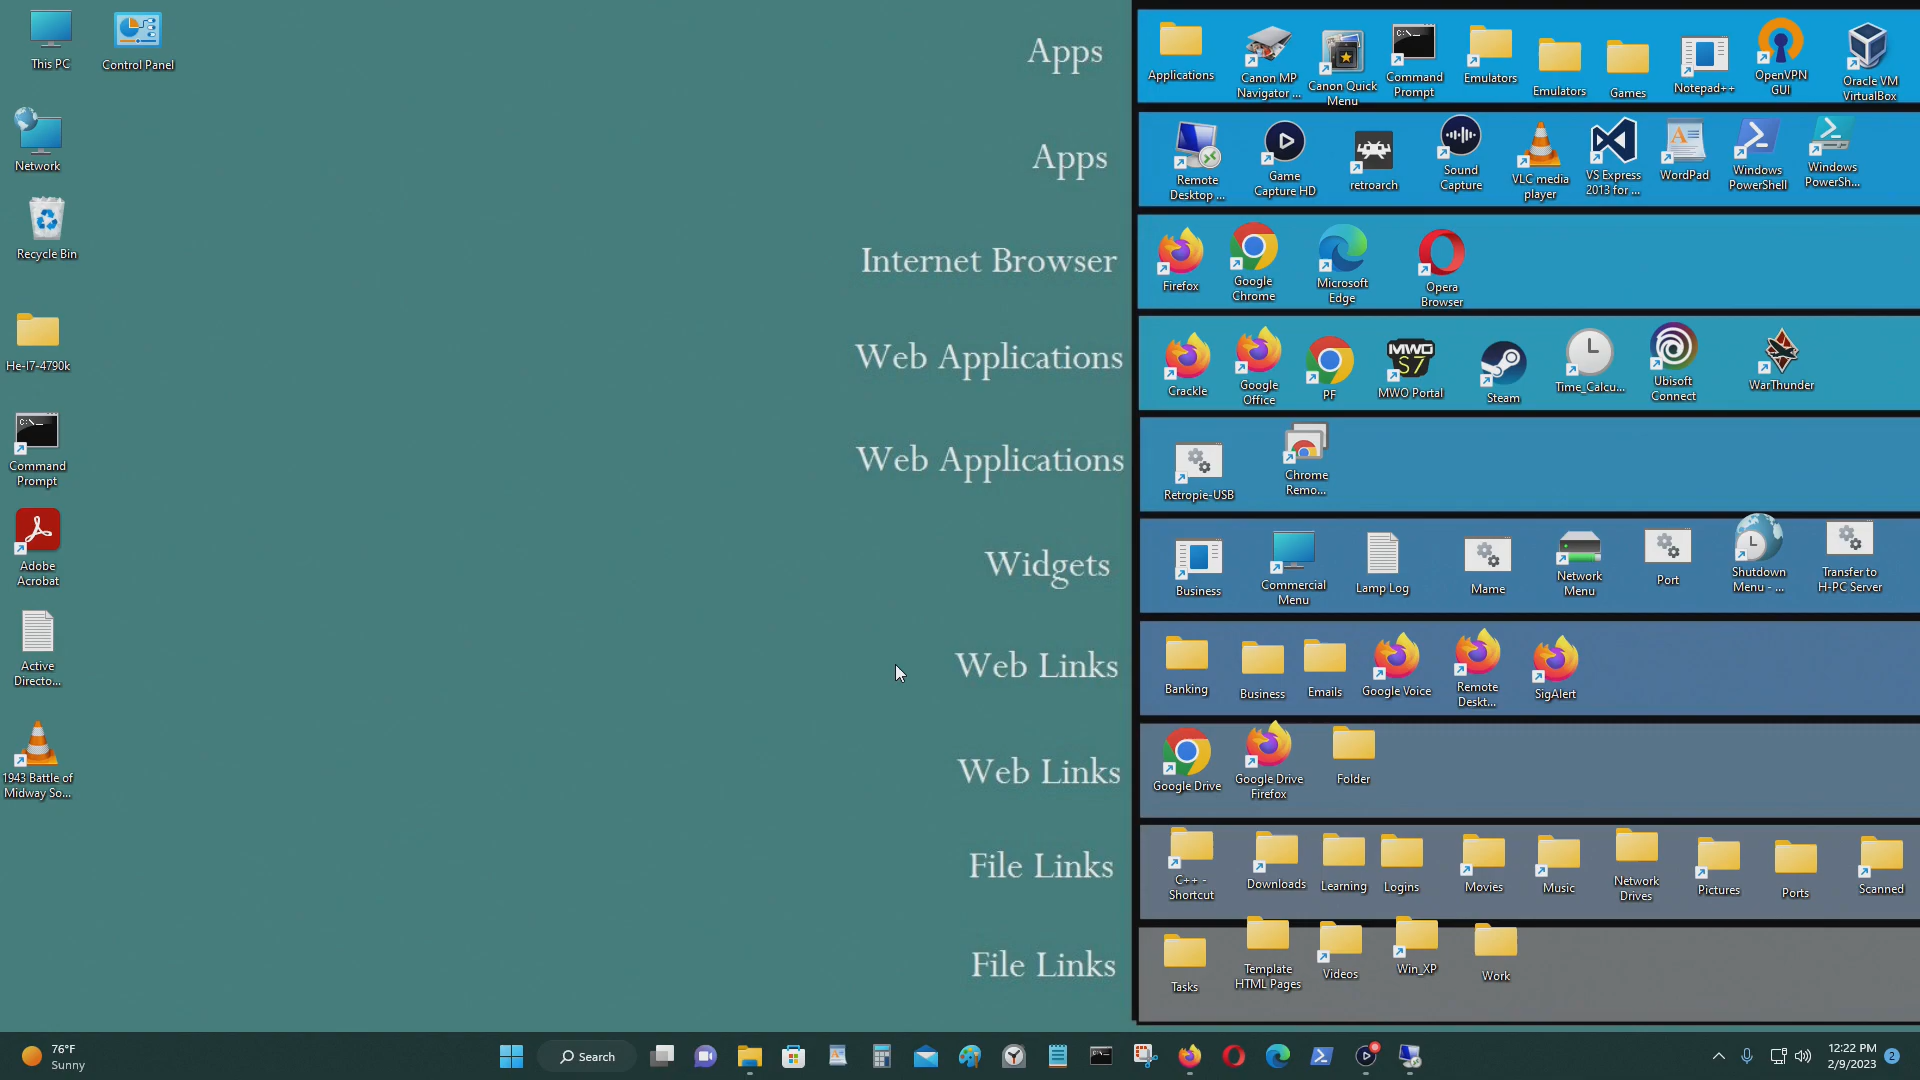 This PC
Control Panel
Network
Recycle Bin
He-I7-4790k
Command
Prompt
Adobe
Acrobat
Active
Directo...
1943 Battle of
Midway So...
Apps
Applications
Canon MP
Navigator ...
Canon Quick
Menu
Command
Prompt
Emulators
Emulators
Games
Notepad++
OpenVPN
GUI
Oracle VM
VirtualBox
Apps
Remote
Desktop ...
Game
Capture HD
retroarch
Sound
Capture
VLC media
player
VS Express
2013 for ...
WordPad
Windows
PowerShell
Windows
PowerSh...
Internet Browser
Firefox
Google
Chrome
Microsoft
Edge
Opera
Browser
Web Applications
Crackle
Google
Office
PF
MWO
S7
MWO Portal
Steam
Time_Calcu...
Ubisoft
Connect
WarThunder
Web Applications
Retropie-USB
Chrome
Remo...
Widgets
Business
Commercial
Menu
Lamp Log
Mame
Network
Menu
Port
Shutdown
Menu - ...
Transfer to
H-PC Server
Web Links
Banking
Business
Emails
Google Voice
Remote
Deskt...
SigAlert
Web Links
Google Drive
Google Drive
Firefox
Folder
File Links
C++ -
Shortcut
Downloads
Learning
Logins
Movies
Music
Network
Drives
Pictures
Ports
Scanned
File Links
Tasks
Template
HTML Pages
Videos
Win_XP
Work
76°F
Sunny
Search
12:22 PM
2/9/2023
2